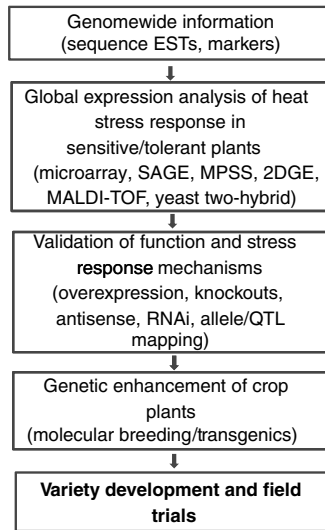 Genomewide information
(sequence ESTs, markers)
Global expression analysis of heat
stress response in
sensitive/tolerant plants
(microarray, SAGE, MPSS, 2DGE,
MALDI-TOF, yeast two-hybrid)
Validation of function and stress
response mechanisms
(overexpression, knockouts,
antisense, RNAi, allele/QTL
mapping)
Genetic enhancement of crop
plants
(molecular breeding/transgenics)
Variety development and field
trials